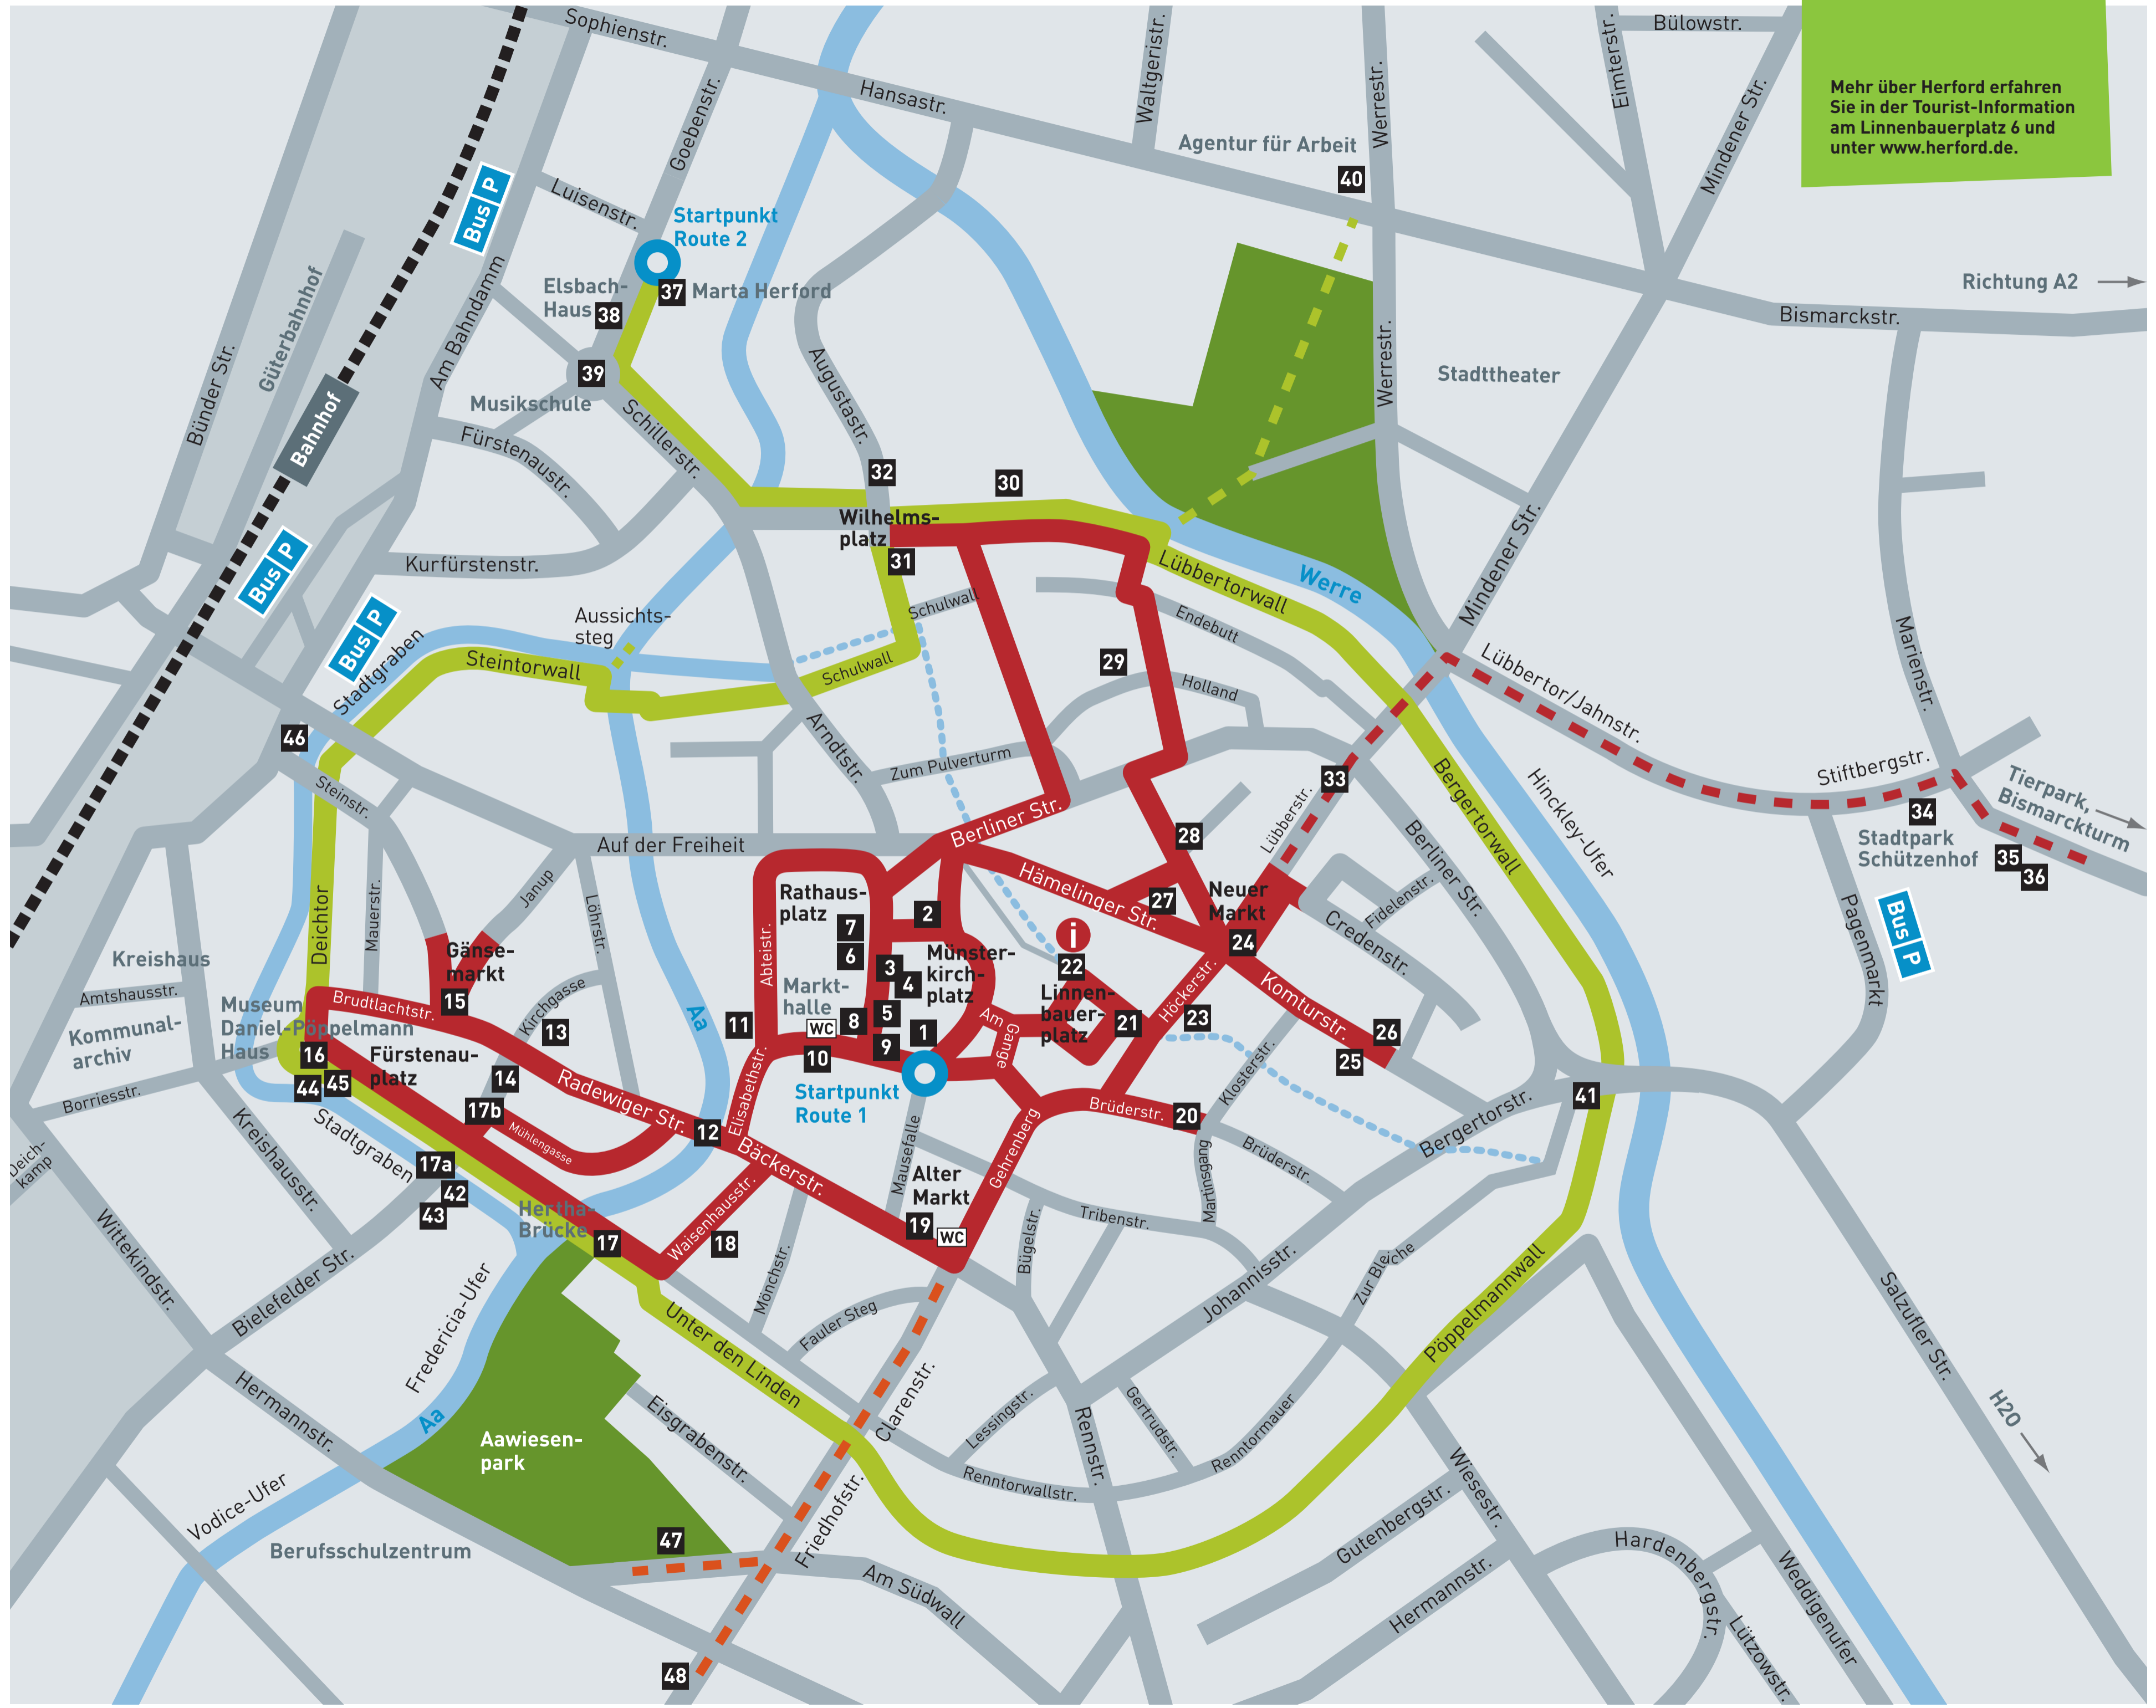 Sophienstr.
Hansastr.
Waltgeristr.
Werrestr.
Eimterstr.
Bülowstr.
Mindener Str.
Mehr über Herford erfahren
Sie in der Tourist-Information
am Linnenbauerplatz 6 und
unter www.herford.de.
Goebenstr.
Agentur für Arbeit
40
Bus P
Luisenstr.
Startpunkt
Route 2
Elsbach-
Haus
38
37
Marta Herford
Richtung A2
Bismarckstr.
Güterbahnhof
Am Bahndamm
Bünder Str.
Bahnhof
39
Musikschule
Schillerstr.
Augustastr.
Werrestr.
Stadttheater
Fürstenaustr.
32
30
Wilhelms-
platz
31
Kurfürstenstr.
Bus P
Bus P
Stadtgraben
Aussichts-
steg
Steintorwall
Schulwall
Schulwall
Lübbertorwall
Werre
Mindener Str.
Endebutt
29
Holland
Lübbertor/Jahnstr.
Marienstr.
46
Steinstr.
Arndtstr.
Zum Pulverturm
33
Bergertorwall
Hinckley-Ufer
Stiftbergstr.
34
Stadtpark
Schützenhof
35
36
Tierpark,
Bismarckturm
Berliner Str.
Auf der Freiheit
Lübberstr.
28
Berliner Str.
Deichtor
Mauerstr.
Janup
Löhrstr.
Rathaus-
platz
7
6
2
Hämelinger Str.
27
Neuer
Markt
24
Fidelenstr.
Credenstr.
Pagenmarkt
Bus P
Kreishaus
Amtshausstr.
Kommunal-
archiv
Borriesstr.
Museum
Daniel-Pöppelmann
Haus
Gänse-
markt
15
Brudtlachtstr.
Kirchgasse
13
Abteistr.
Markt-
halle
WC
8
3
4
5
9
1
Münster-
kirch-
platz
i
22
Linnen-
bauer-
platz
21
Höckerstr.
23
Komturstr.
26
25
Am
Gange
11
10
Aa
16
44
45
Fürstenau-
platz
14
17b
Radewiger Str.
Mühlengasse
12
Elisabethstr.
Startpunkt
Route 1
Klosterstr.
Brüderstr.
20
41
Bergertorstr.
Deich-
kamp
Kreishausstr.
Stadtgraben
17a
42
43
Hertha-
Brücke
17
Bäckerstr.
Waisenhausstr.
18
Mausefalle
Alter
Markt
19
WC
Gehrenberg
Martinsgang
Brüderstr.
Wittekindstr.
Bielefelder Str.
Fredericia-Ufer
Mönchstr.
Bügelstr.
Tribenstr.
Johannisstr.
Zur Bleiche
Pöppelmannwall
Salzufler Str.
Unter den Linden
Fauler Steg
Clarenstr.
Hermannstr.
Aa
Aawiesen-
park
Eisgrabenstr.
Lessingstr.
Rennstr.
Gertrudstr.
Renntormauer
Renntorwallstr.
H20
Vodice-Ufer
Berufsschulzentrum
47
Friedhofstr.
Am Südwall
48
Wiesestr.
Gutenbergstr.
Hermannstr.
Hardenbergstr.
Lützowstr.
Weddigenufer